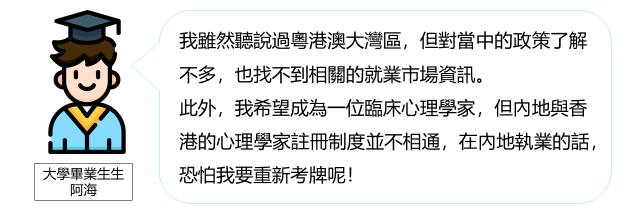 我雖然聽說過粵港澳大灣區，但對當中的政策了解
不多，也找不到相關的就業市場資訊。
此外，我希望成為一位臨床心理學家，但內地與香
港的心理學家註冊制度並不相通，在內地執業的話，
恐怕我要重新考牌呢！
大學畢業生生
阿海